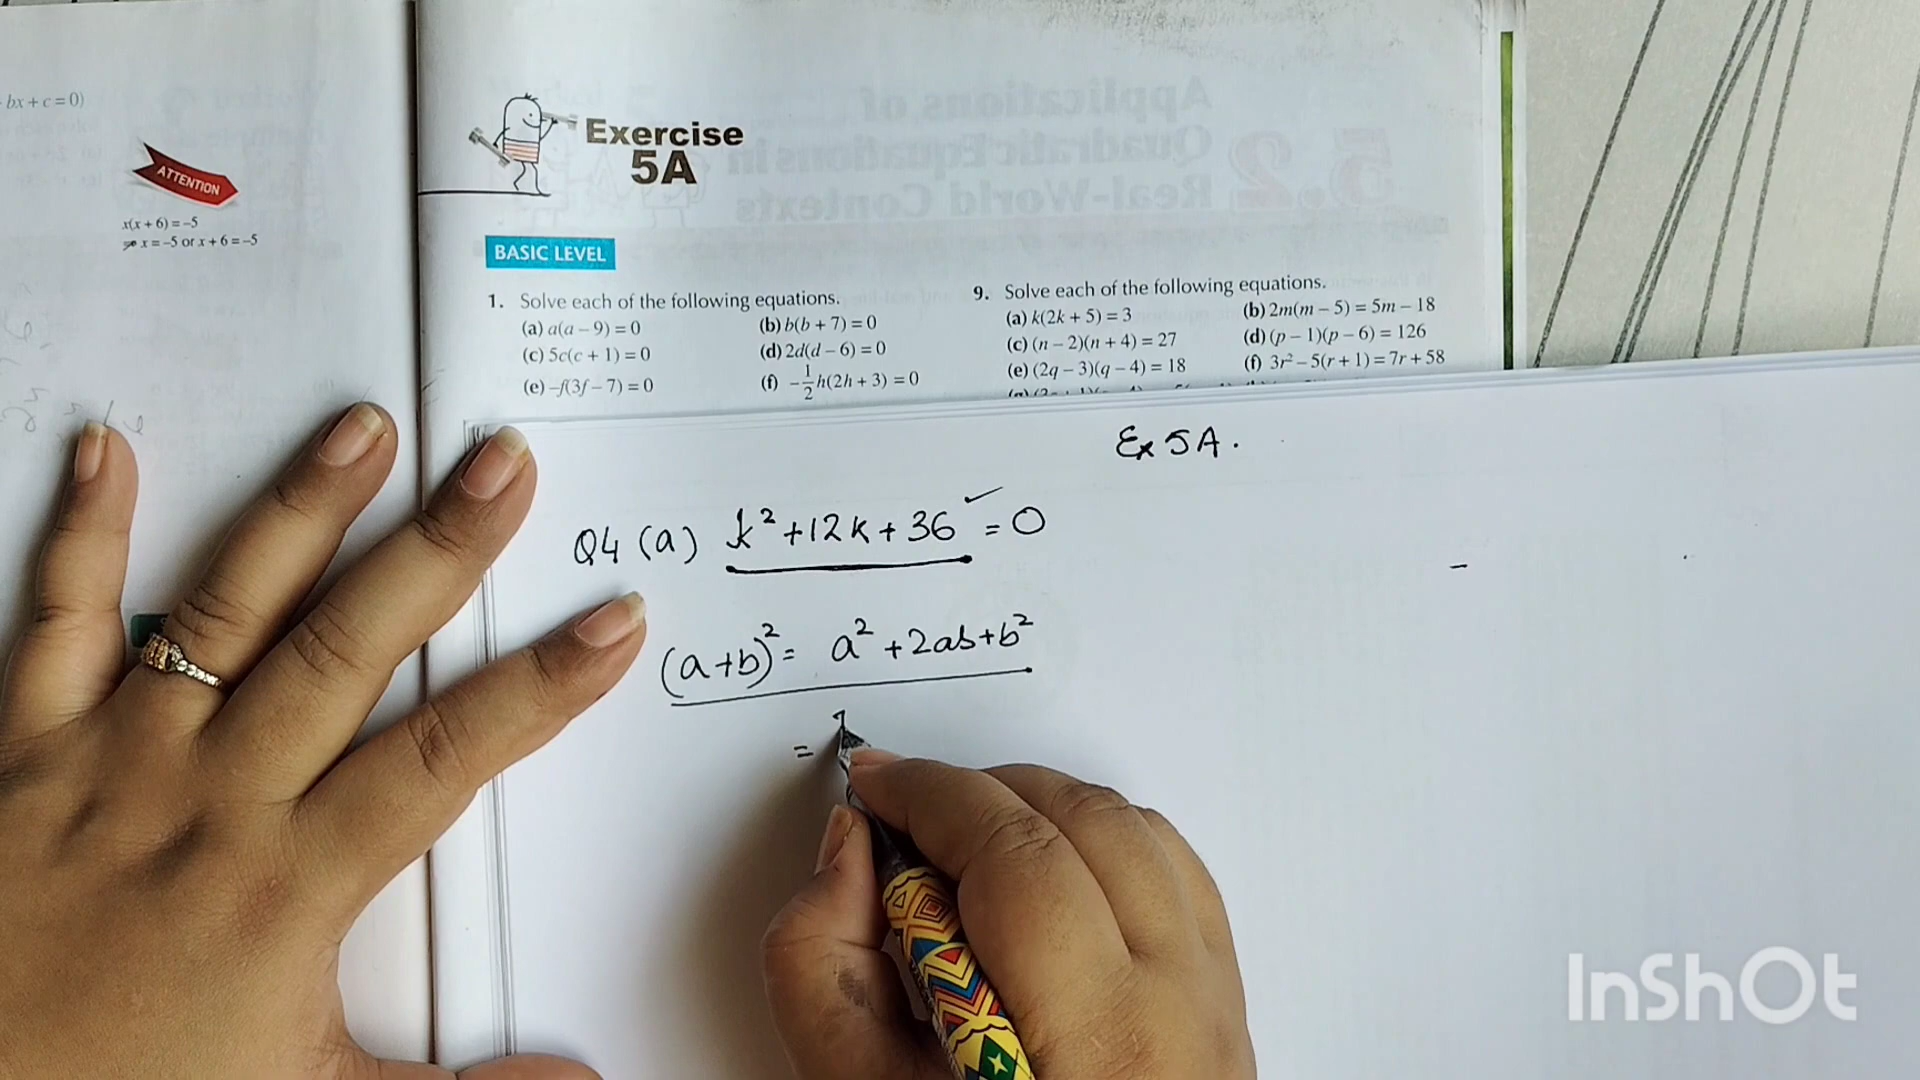 bx + c = 0)
ATTENTION
x(x + 6) = –5
⇏ x = –5 or x + 6 = –5
Exercise
5A
BASIC LEVEL
1. Solve each of the following equations.
(a) a(a – 9) = 0 (b) b(b + 7) = 0
(c) 5c(c + 1) = 0 (d) 2d(d – 6) = 0
(e) –f(3f – 7) = 0 (f) –1/2 h(2h + 3) = 0
9. Solve each of the following equations.
(a) k(2k + 5) = 3 (b) 2m(m – 5) = 5m – 18
(c) (n – 2)(n + 4) = 27 (d) (p – 1)(p – 6) = 126
(e) (2q – 3)(q – 4) = 18 (f) 3r² – 5(r + 1) = 7r + 58
Ex 5A.
Q4 (a) k² + 12k + 36 = 0
(a+b)² = a² + 2ab + b²
=
InShOt